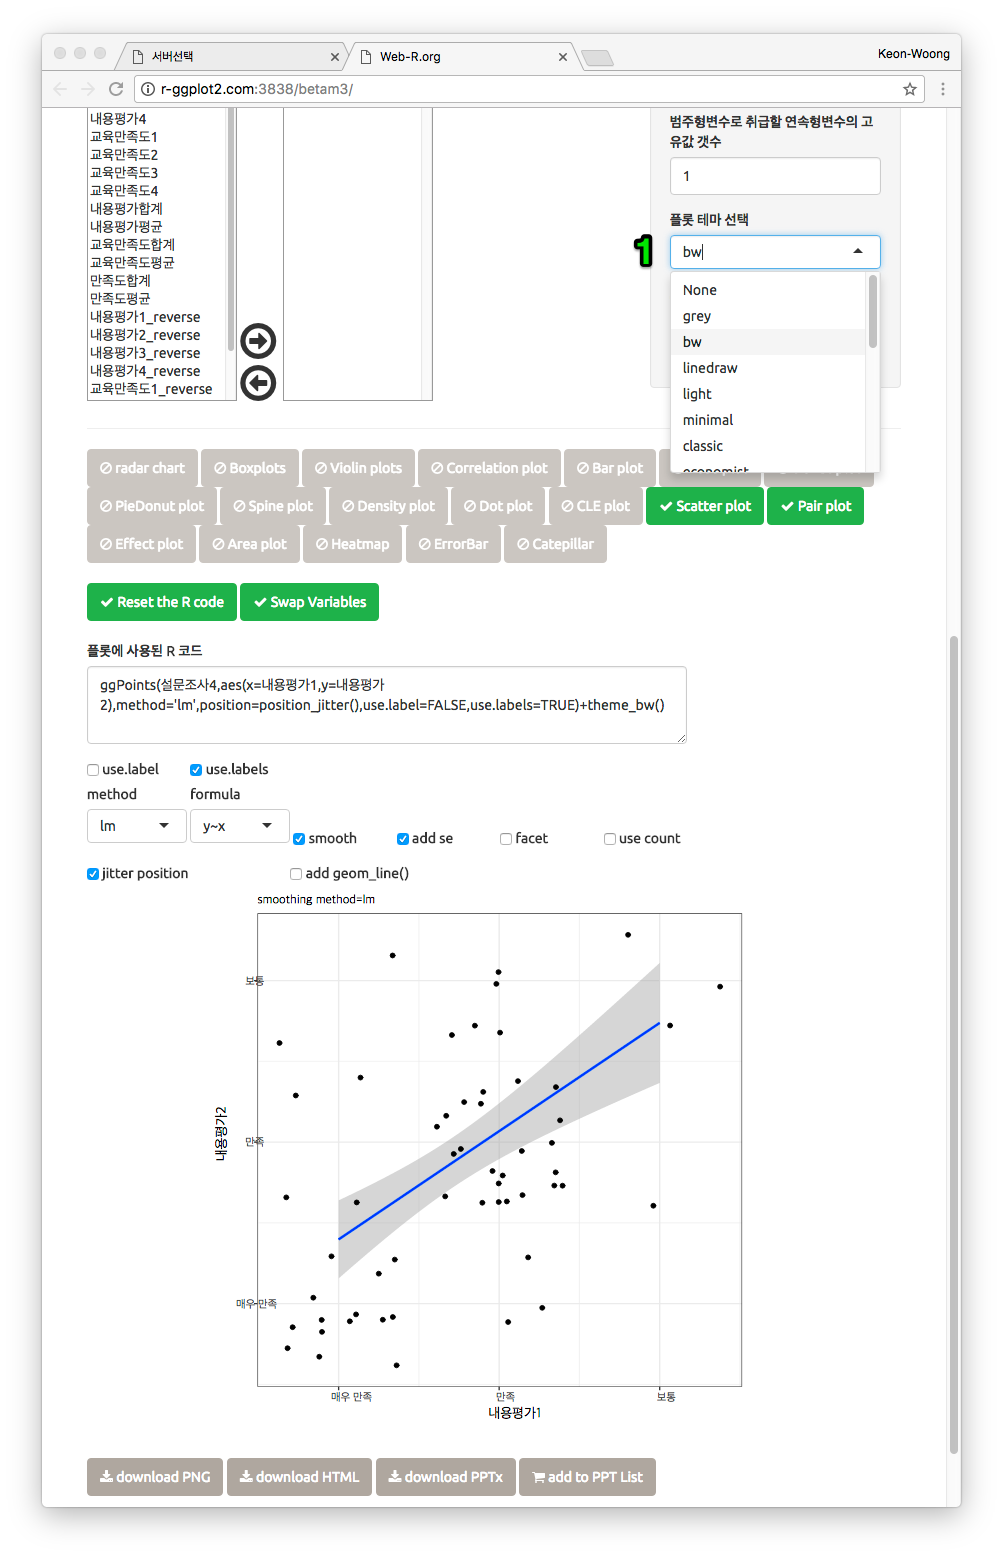 서버선택
Web-R.org
Keon-Woong
r-ggplot2.com:3838/betam3/
내용평가4
교육만족도1
교육만족도2
교육만족도3
교육만족도4
내용평가합계
내용평가평균
교육만족도합계
교육만족도평균
만족도합계
만족도평균
내용평가1_reverse
내용평가2_reverse
내용평가3_reverse
내용평가4_reverse
교육만족도1_reverse
범주형변수로 취급할 연속형변수의 고
유값 갯수
1
플롯 테마 선택
1
bw
None
grey
bw
linedraw
light
minimal
classic
economist
radar chart Boxplots Violin plots Correlation plot Bar plot
PieDonut plot Spine plot Density plot Dot plot CLE plot Scatter plot Pair plot
Effect plot Area plot Heatmap ErrorBar Catepillar
Reset the R code Swap Variables
플롯에 사용된 R 코드
ggPoints(설문조사4,aes(x=내용평가1,y=내용평가
2),method='lm',position=position_jitter(),use.label=FALSE,use.labels=TRUE)+theme_bw()
use.label use.labels
method formula
lm y~x smooth add se facet use count
jitter position add geom_line()
smoothing method=lm
보통
만족
매우 만족
내용평가2
매우 만족 만족 보통
내용평가1
download PNG download HTML download PPTx add to PPT List